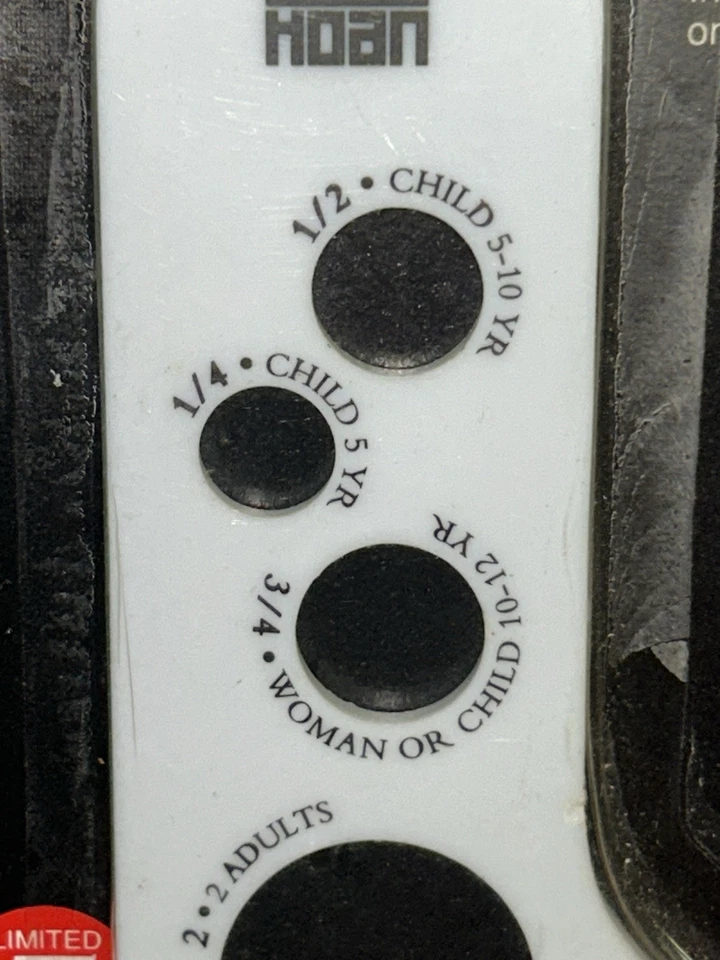 HOAN
or
1/2 • CHILD 5-10 YR
1/4 • CHILD 5 YR
3/4 • WOMAN OR CHILD 10-12 YR
2 • 2 ADULTS
LIMITED